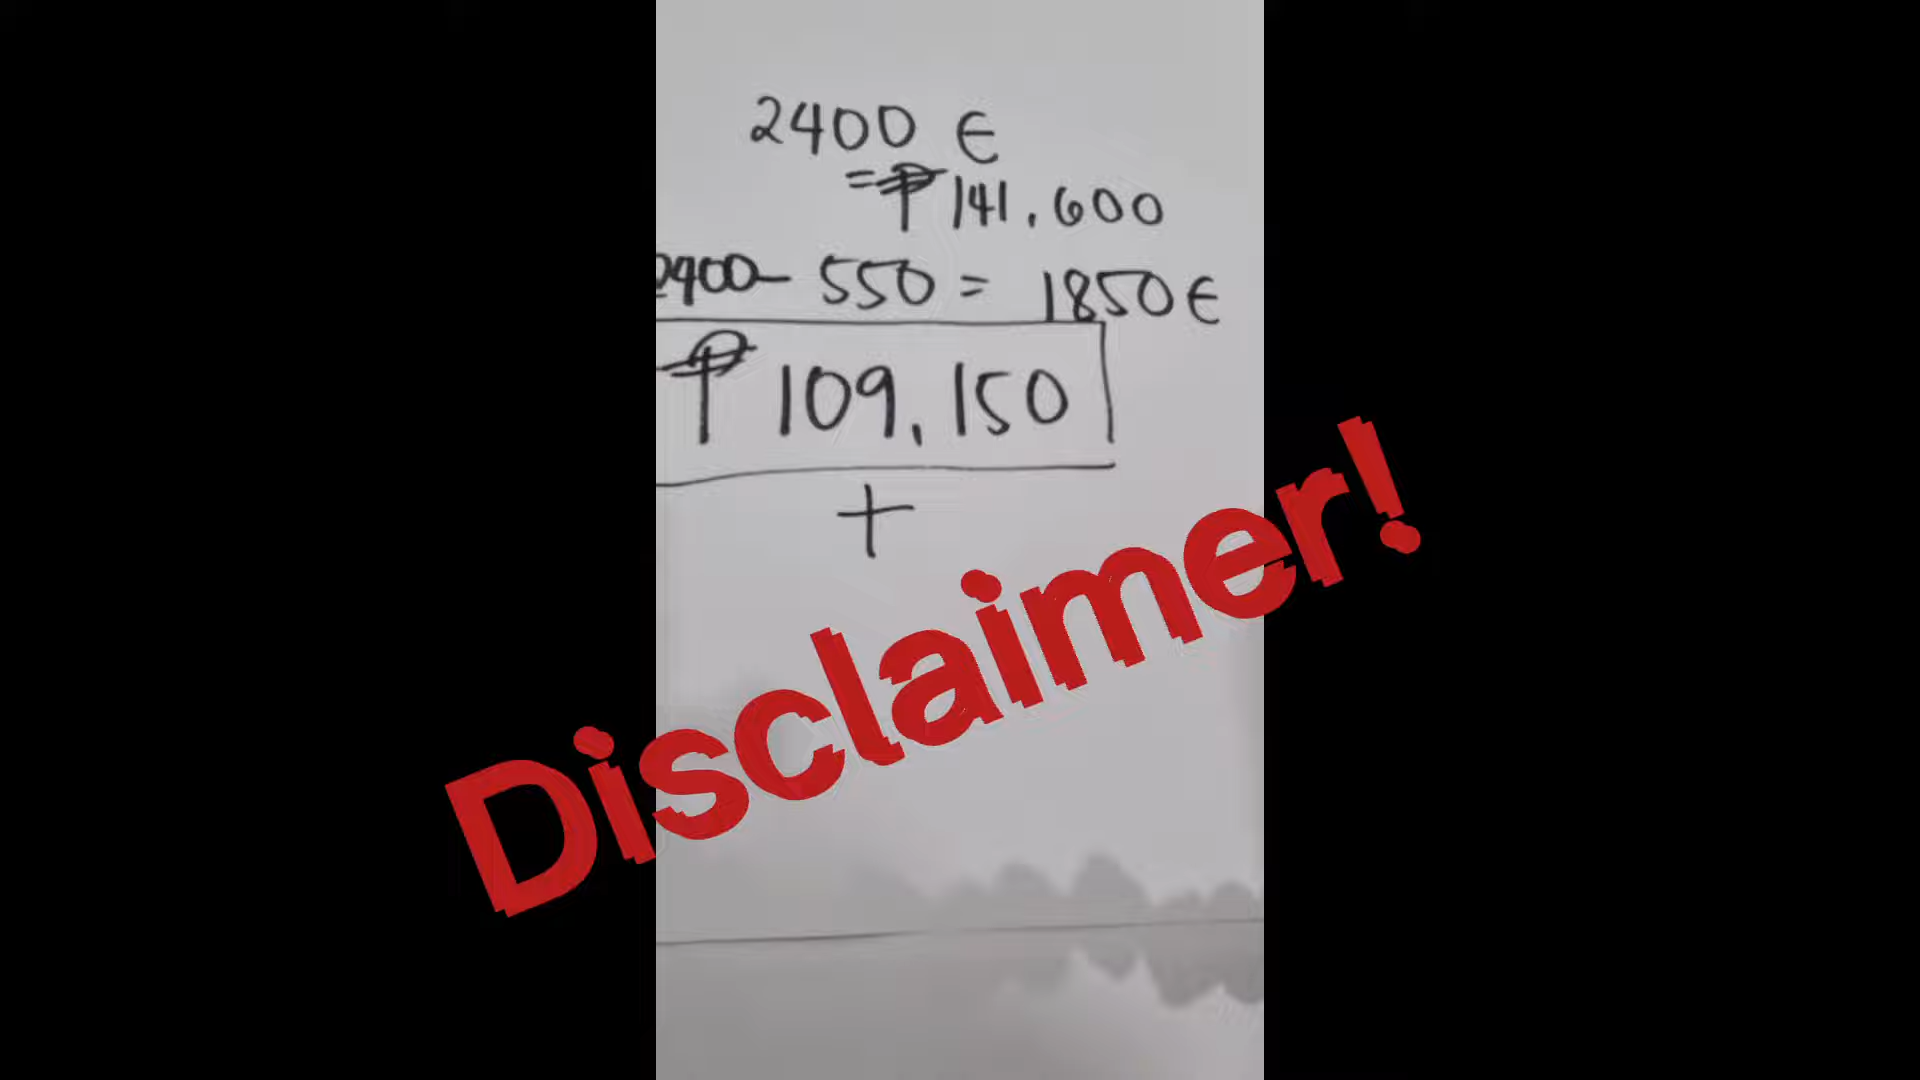 2400 €
= ₱ 141.600
2400 - 550 = 1850 €
₱ 109.150
+
Disclaimer!